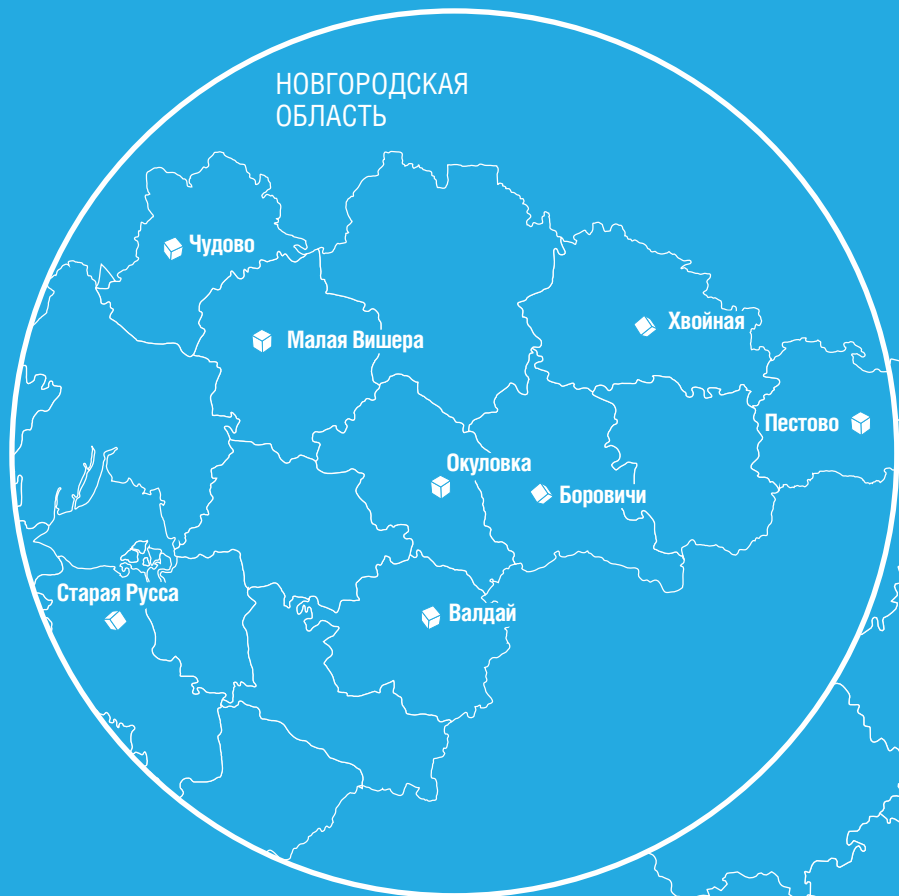 НОВГОРОДСКАЯ
ОБЛАСТЬ
Чудово
Хвойная
Малая Вишера
Пестово
Окуловка
Боровичи
Старая Русса
Валдай